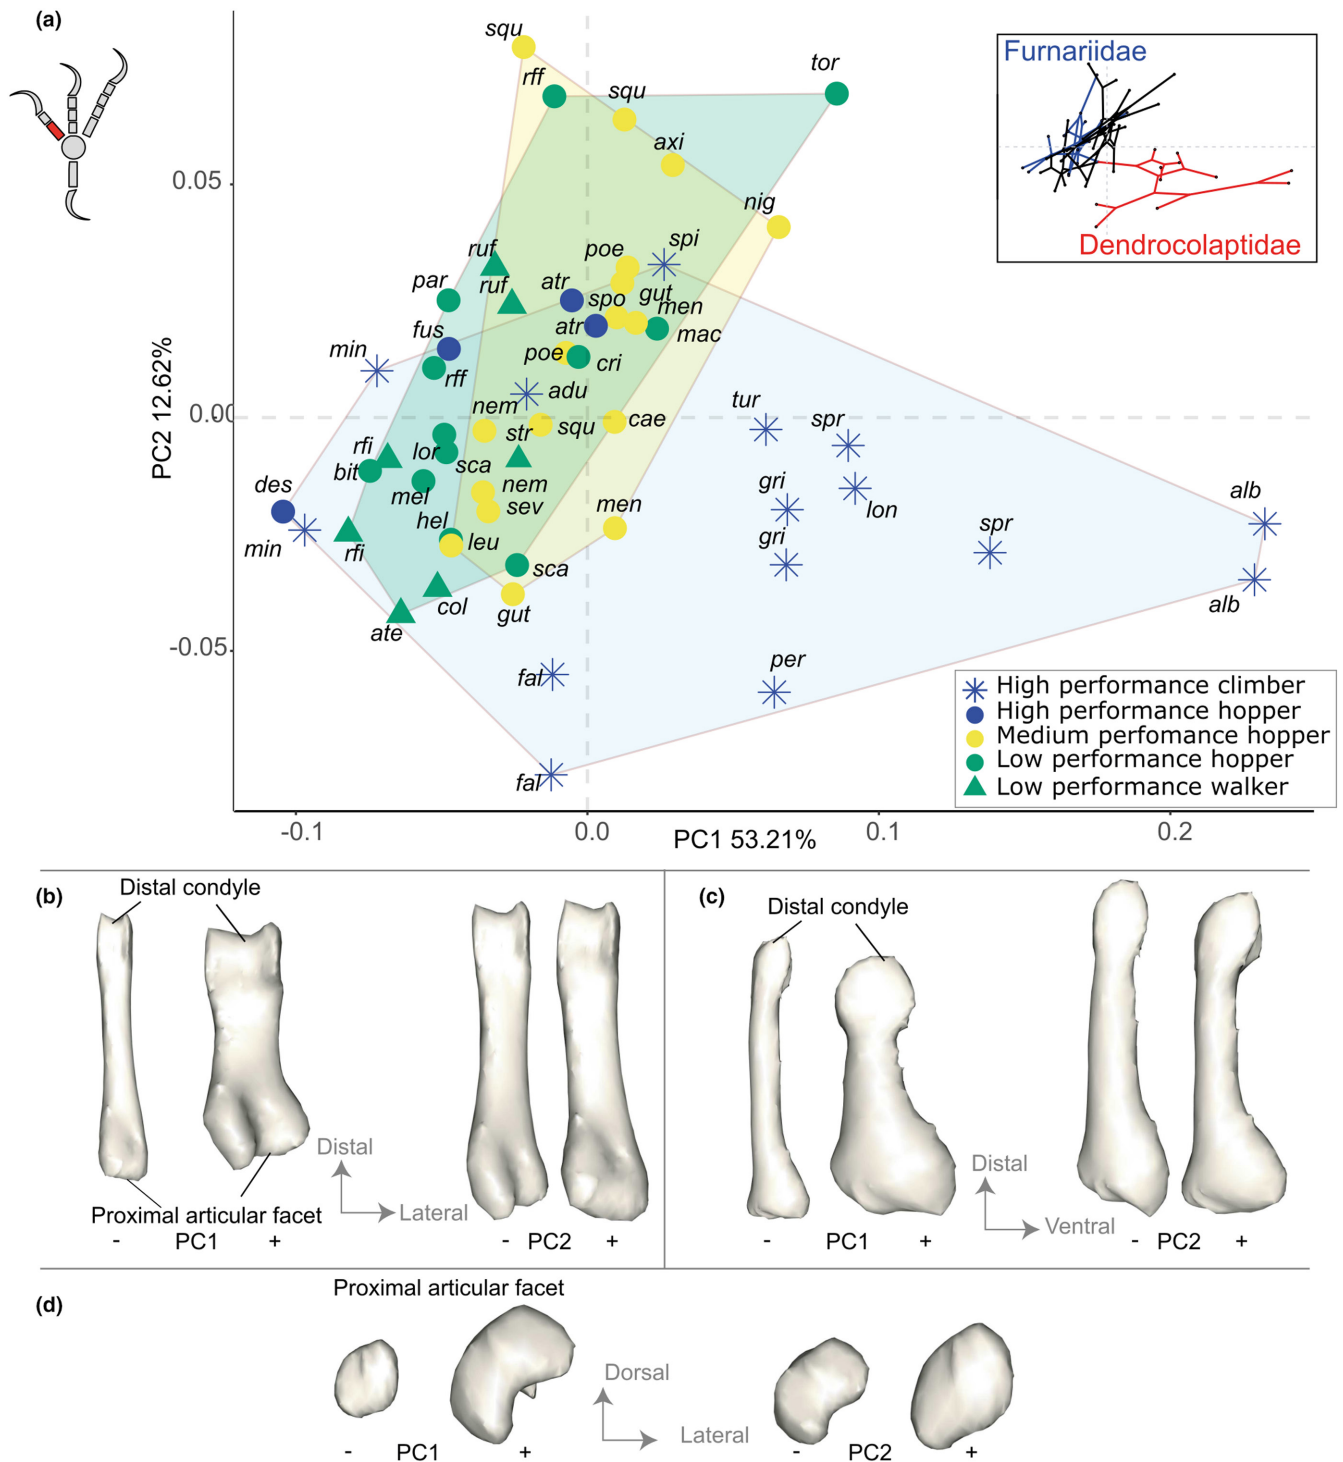 (a)
squ
rff
squ
tor
axi
nig
Furnariidae
Dendrocolaptidae
0.05
ruf
ruf
par
atr
poe
spi
spo
gut
men
fus
atr
mac
min
rff
poe
cri
adu
0.00
nem
str
squ
cae
tur
spr
rfi
lor
bit
sca
nem
mel
sev
men
gri
lon
des
hel
leu
gri
spr
alb
min
rfi
sca
col
gut
alb
ate
-0.05
fal
per
fal
PC2 12.62%
High performance climber
High performance hopper
Medium perfomance hopper
Low performance hopper
Low performance walker
-0.1
0.0
0.1
0.2
PC1 53.21%
(b)
Distal condyle
Distal
Lateral
Proximal articular facet
- PC1 +
- PC2 +
(c)
Distal condyle
Distal
Ventral
- PC1 +
- PC2 +
(d)
Proximal articular facet
Dorsal
Lateral
- PC1 +
- PC2 +